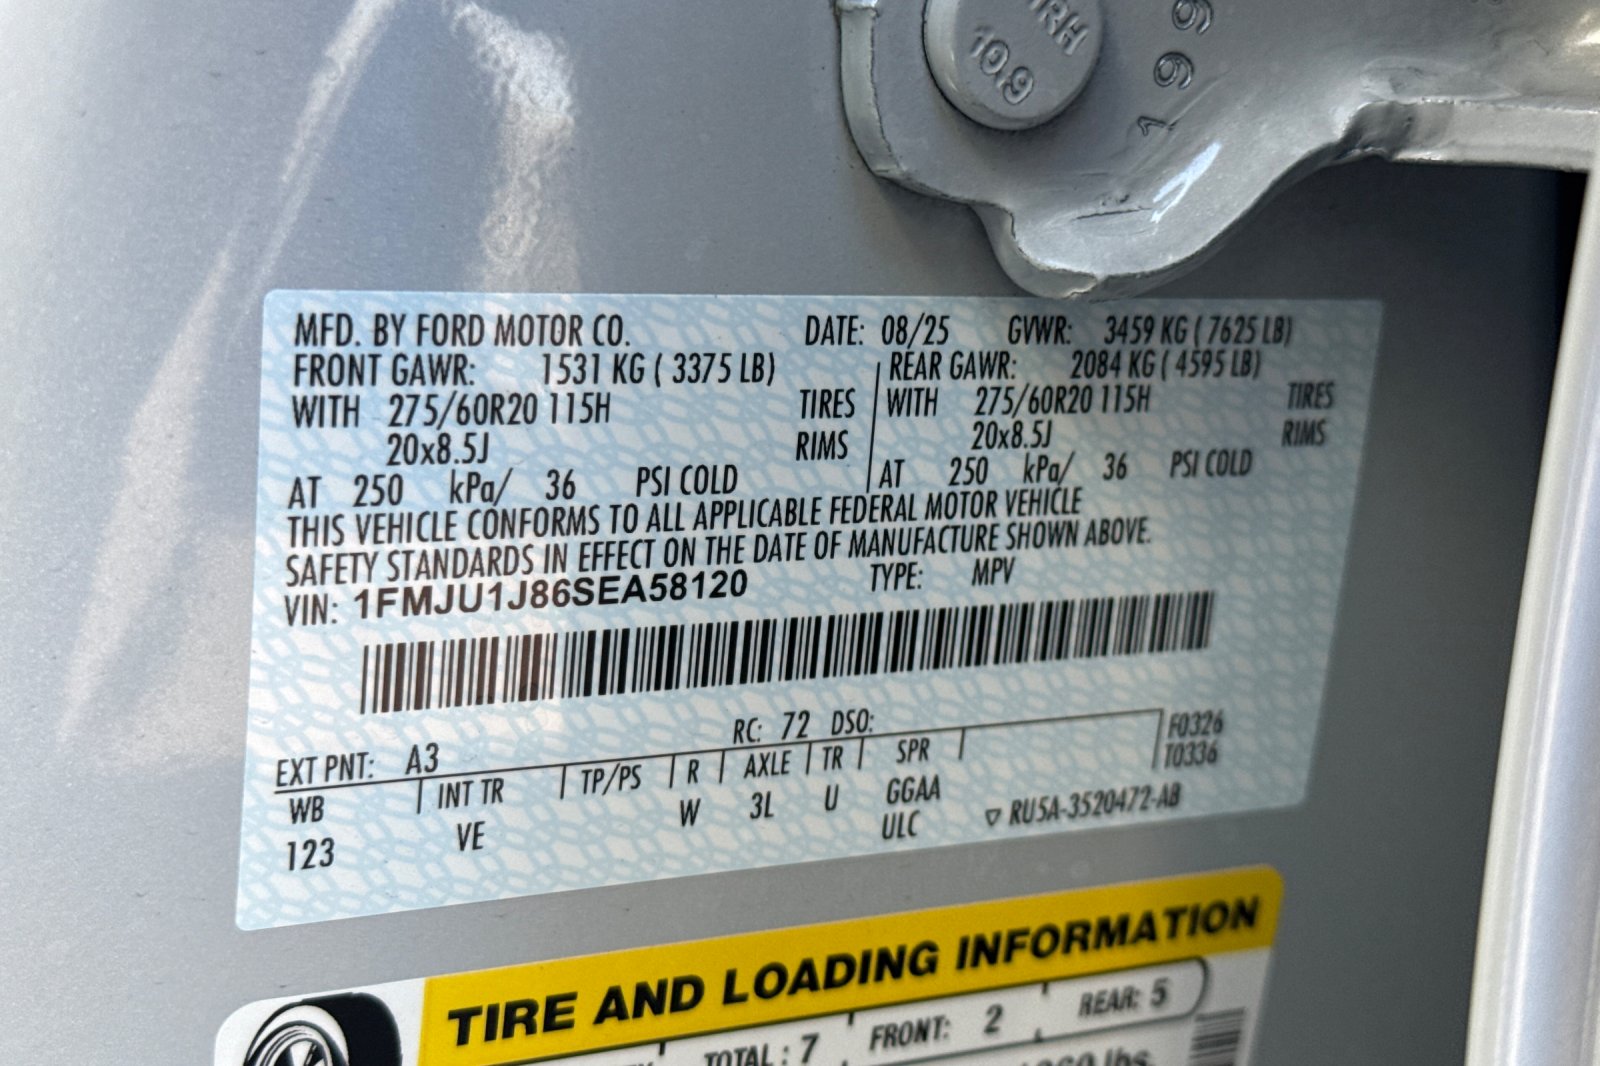 RH
10.9
199
MFD. BY FORD MOTOR CO. DATE: 08/25 GVWR: 3459 KG ( 7625 LB)
FRONT GAWR: 1531 KG ( 3375 LB) REAR GAWR: 2084 KG ( 4595 LB)
WITH 275/60R20 115H TIRES WITH 275/60R20 115H TIRES
20x8.5J RIMS 20x8.5J RIMS
AT 250 kPa/ 36 PSI COLD AT 250 kPa/ 36 PSI COLD
THIS VEHICLE CONFORMS TO ALL APPLICABLE FEDERAL MOTOR VEHICLE
SAFETY STANDARDS IN EFFECT ON THE DATE OF MANUFACTURE SHOWN ABOVE.
VIN: 1FMJU1J86SEA58120 TYPE: MPV
EXT PNT: A3 RC: 72 DSO: F0326
T0336
WB INT TR TP/PS R AXLE TR SPR
123 VE W 3L U GGAA
ULC ▽ RU5A-3520472-AB
TIRE AND LOADING INFORMATION
TOTAL : 7 FRONT: 2 REAR: 5
lbs.